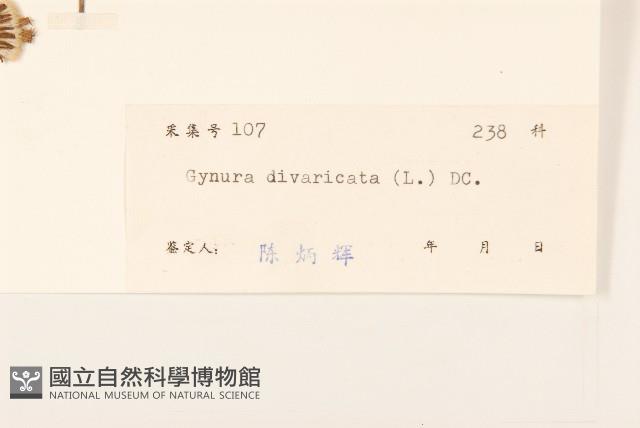 采集号 107 238 科
Gynura divaricata (L.) DC.
鉴定人: 陈炳辉 年 月 日
國立自然科學博物館
NATIONAL MUSEUM OF NATURAL SCIENCE